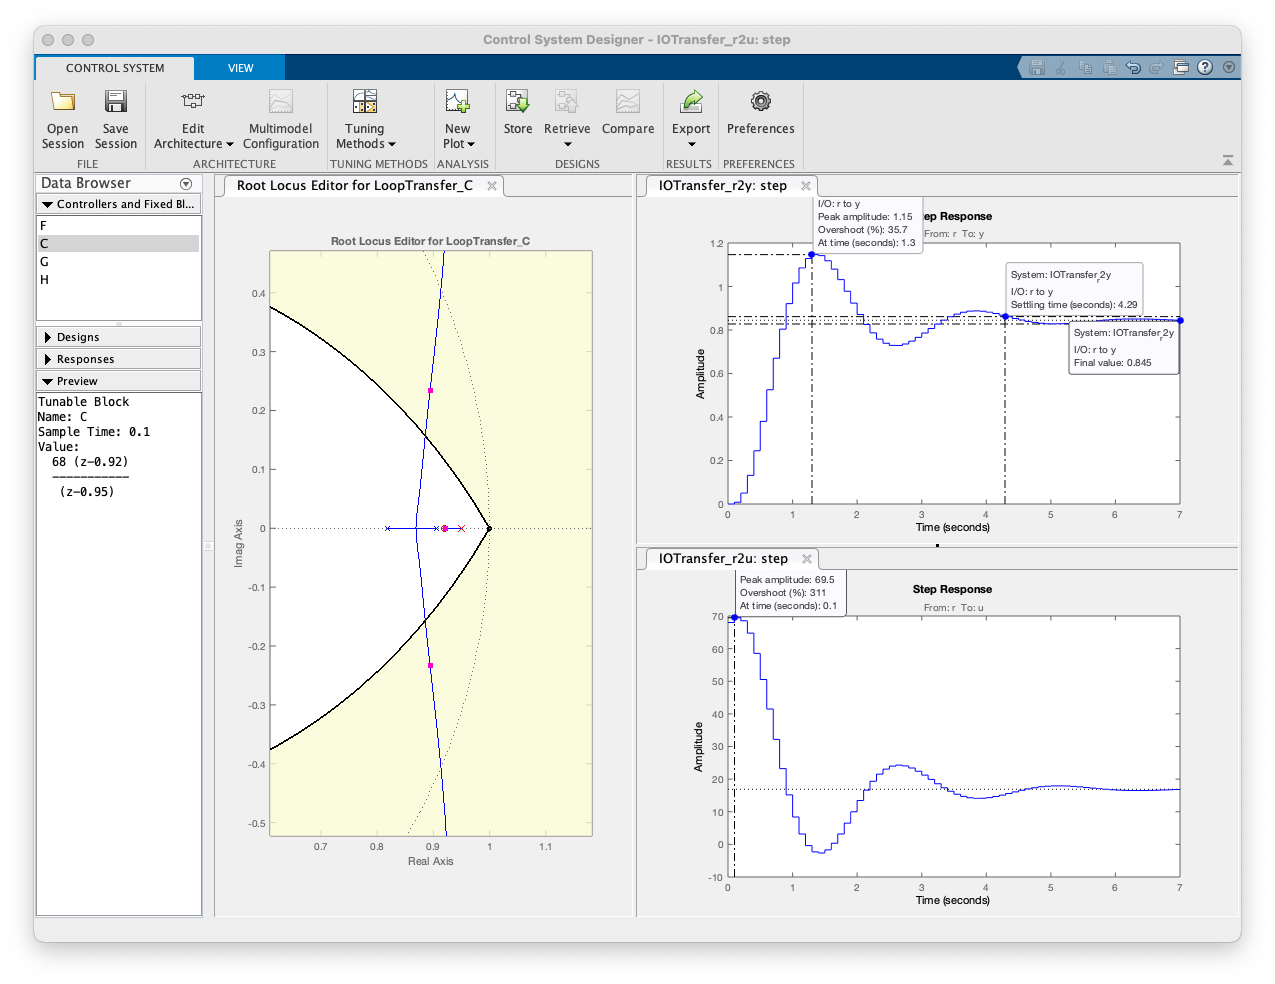 Control System Designer - IOTransfer_r2u: step
CONTROL SYSTEM
VIEW
Open Session
Save Session
Edit Architecture
Multimodel Configuration
Tuning Methods
New Plot
Store
Retrieve
Compare
Export
Preferences
FILE
ARCHITECTURE
TUNING METHODS
ANALYSIS
DESIGNS
RESULTS
PREFERENCES
Data Browser
Controllers and Fixed Bl...
F
C
G
H
Designs
Responses
Preview
Tunable Block
Name: C
Sample Time: 0.1
Value:
68 (z-0.92)
-----------
(z-0.95)
Root Locus Editor for LoopTransfer_C
Root Locus Editor for LoopTransfer_C
0.4
0.3
0.2
0.1
0
-0.1
-0.2
-0.3
-0.4
-0.5
Imag Axis
0.7
0.8
0.9
1
1.1
Real Axis
IOTransfer_r2y: step
I/O: r to y
Peak amplitude: 1.15
Overshoot (%): 35.7
At time (seconds): 1.3
tep Response
From: r To: y
System: IOTransfer_r2y
I/O: r to y
Settling time (seconds): 4.29
System: IOTransfer_r2y
I/O: r to y
Final value: 0.845
1.2
1
0.8
0.6
0.4
0.2
0
Amplitude
0
1
2
3
4
5
6
7
Time (seconds)
IOTransfer_r2u: step
Peak amplitude: 69.5
Overshoot (%): 311
At time (seconds): 0.1
Step Response
From: r To: u
70
60
50
40
30
20
10
0
-10
Amplitude
0
1
2
3
4
5
6
7
Time (seconds)